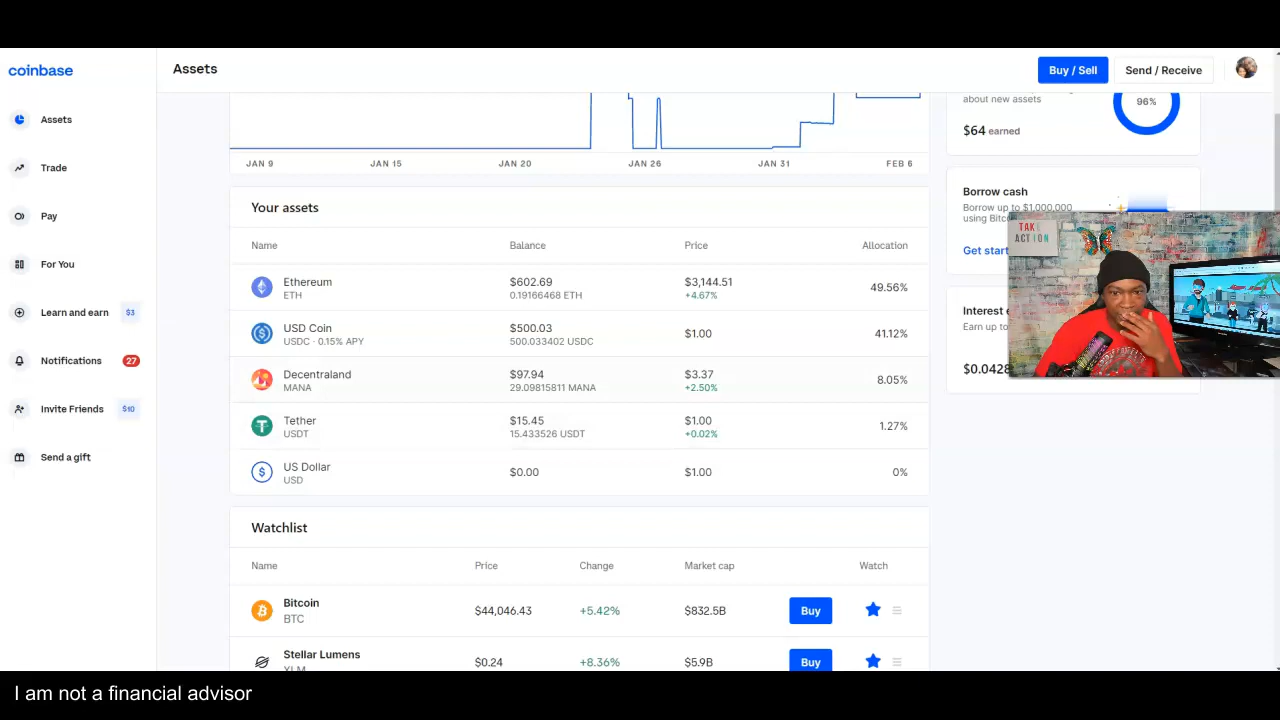 coinbase
Assets
Buy / Sell
Send / Receive
Assets
Trade
Pay
For You
Learn and earn $3
Notifications 27
Invite Friends $10
Send a gift
JAN 9 JAN 15 JAN 20 JAN 26 JAN 31 FEB 6
about new assets
96%
$64 earned
Borrow cash
Borrow up to $1,000,000
using
Get
Interest
Earn up to
$0.0428
TAKE
ACTION
Your assets
Name Balance Price Allocation
Ethereum $602.69 $3,144.51 49.56%
ETH 0.19166468 ETH +4.67%
USD Coin $500.03 $1.00 41.12%
USDC · 0.15% APY 500.033402 USDC
Decentraland $97.94 $3.37 8.05%
MANA 29.09815811 MANA +2.50%
Tether $15.45 $1.00 1.27%
USDT 15.433526 USDT +0.02%
US Dollar $0.00 $1.00 0%
USD
Watchlist
Name Price Change Market cap Watch
Bitcoin $44,046.43 +5.42% $832.5B Buy
BTC
Stellar Lumens $0.24 +8.36% $5.9B Buy
XLM
I am not a financial advisor